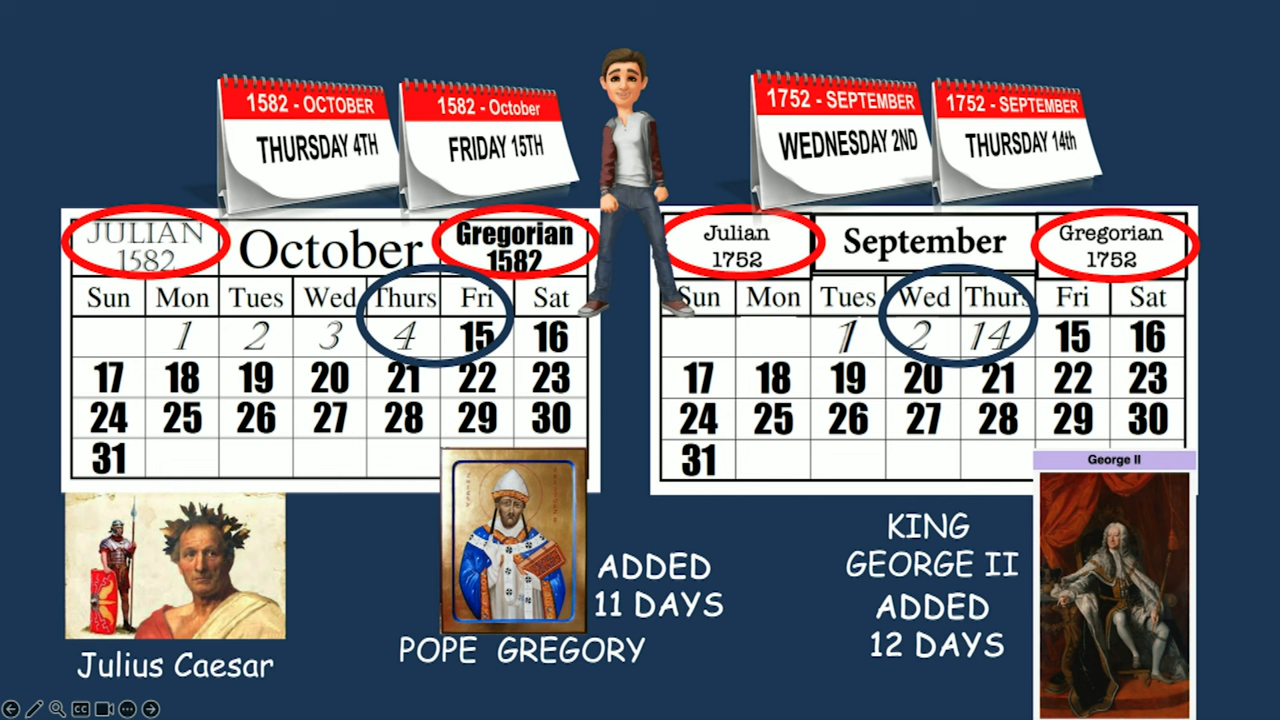 1582 - OCTOBER
THURSDAY 4TH
1582 - October
FRIDAY 15TH
1752 - SEPTEMBER
WEDNESDAY 2ND
1752 - SEPTEMBER
THURSDAY 14th
JULIAN
1582
October
Gregorian
1582
Sun Mon Tues Wed Thurs Fri Sat
1 2 3 4 15 16
17 18 19 20 21 22 23
24 25 26 27 28 29 30
31
Julian
1752
September
Gregorian
1752
Sun Mon Tues Wed Thurs Fri Sat
1 2 14 15 16
17 18 19 20 21 22 23
24 25 26 27 28 29 30
31
George II
Julius Caesar
ADDED
11 DAYS
POPE GREGORY
KING
GEORGE II
ADDED
12 DAYS
CC